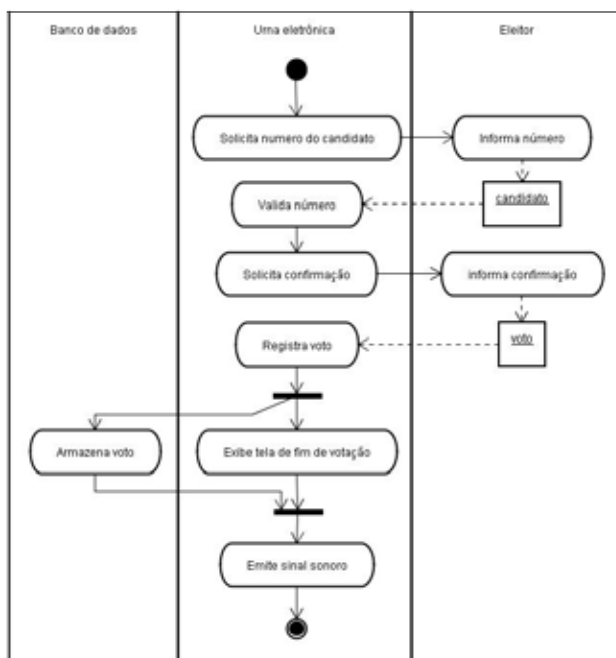 Banco de dados
Urna eletrônica
Eleitor
Solicita numero do candidato
Informa número
candidato
Valida número
Solicita confirmação
informa confirmação
voto
Registra voto
Armazena voto
Exibe tela de fim de votação
Emite sinal sonoro